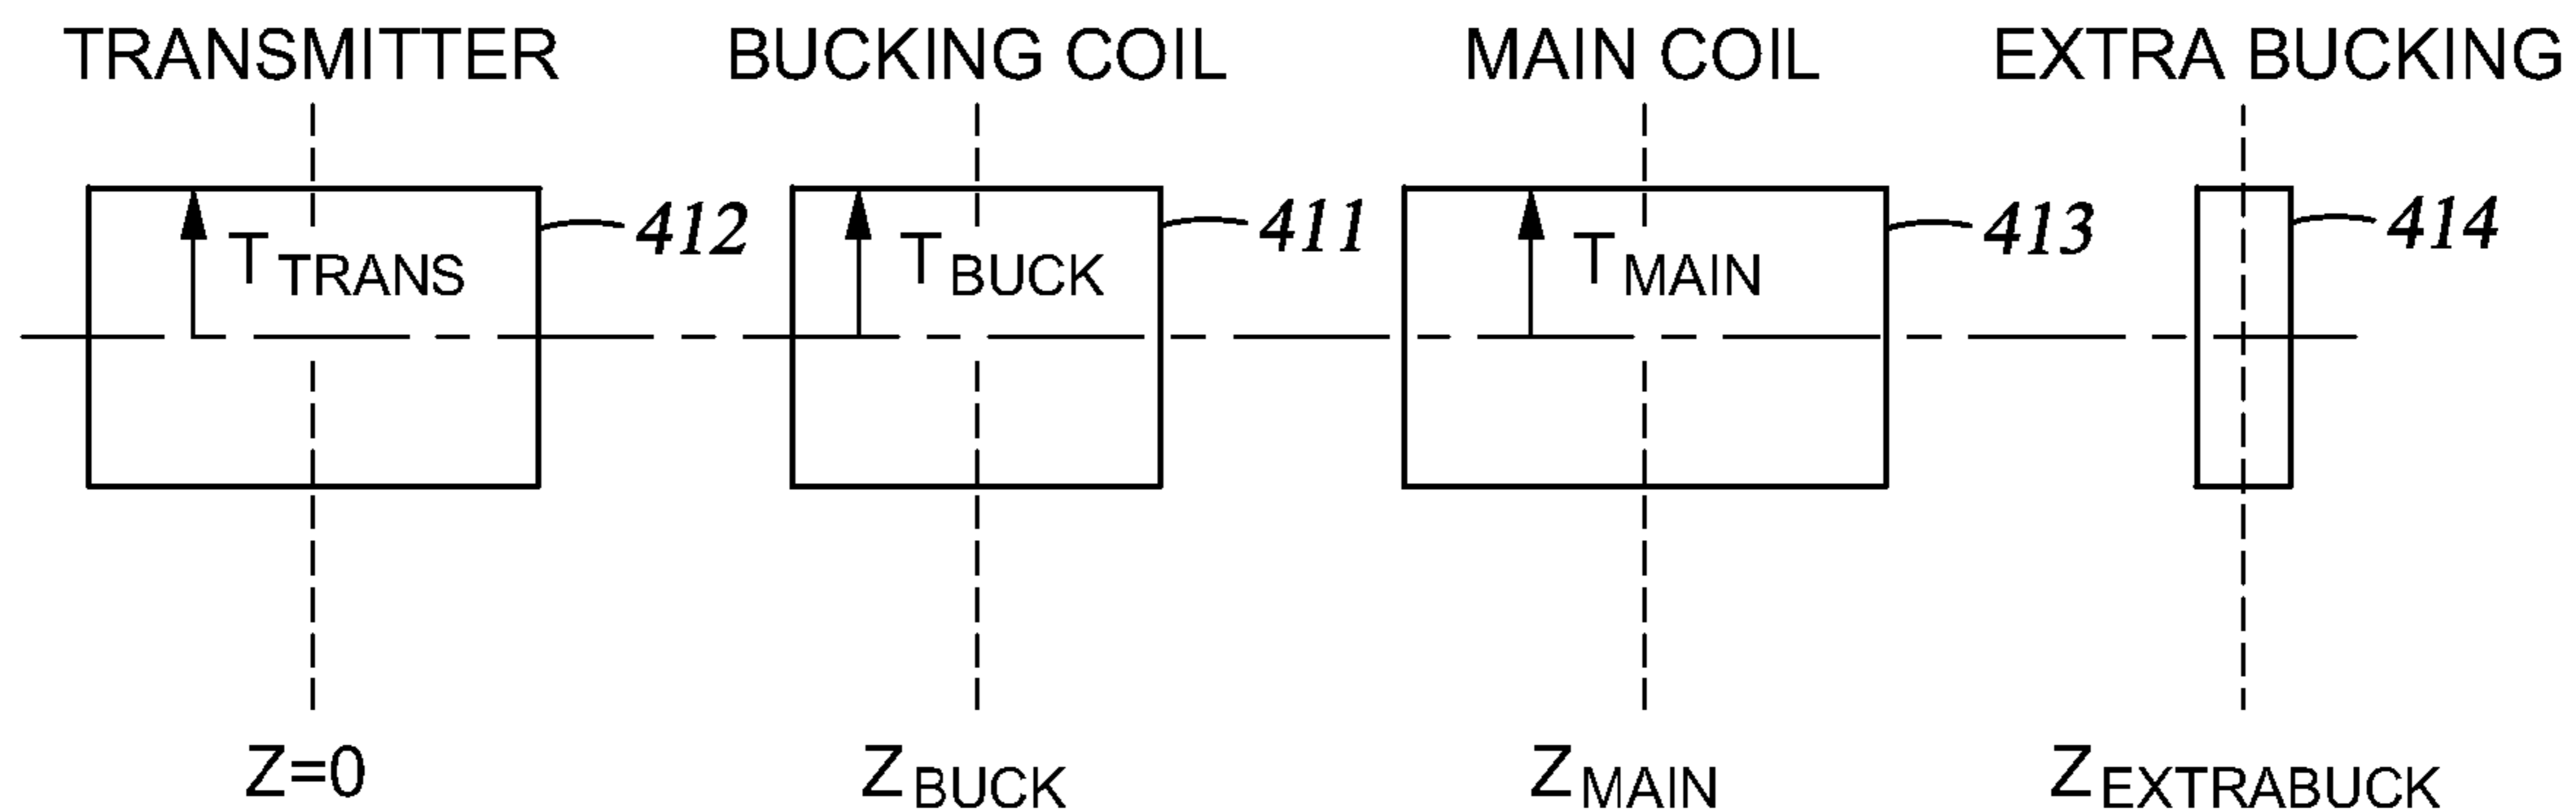 TRANSMITTER BUCKING COIL MAIN COIL EXTRA BUCKING
412 411 413 414
T TRANS T BUCK T MAIN
Z=0 Z BUCK Z MAIN Z EXTRABUCK